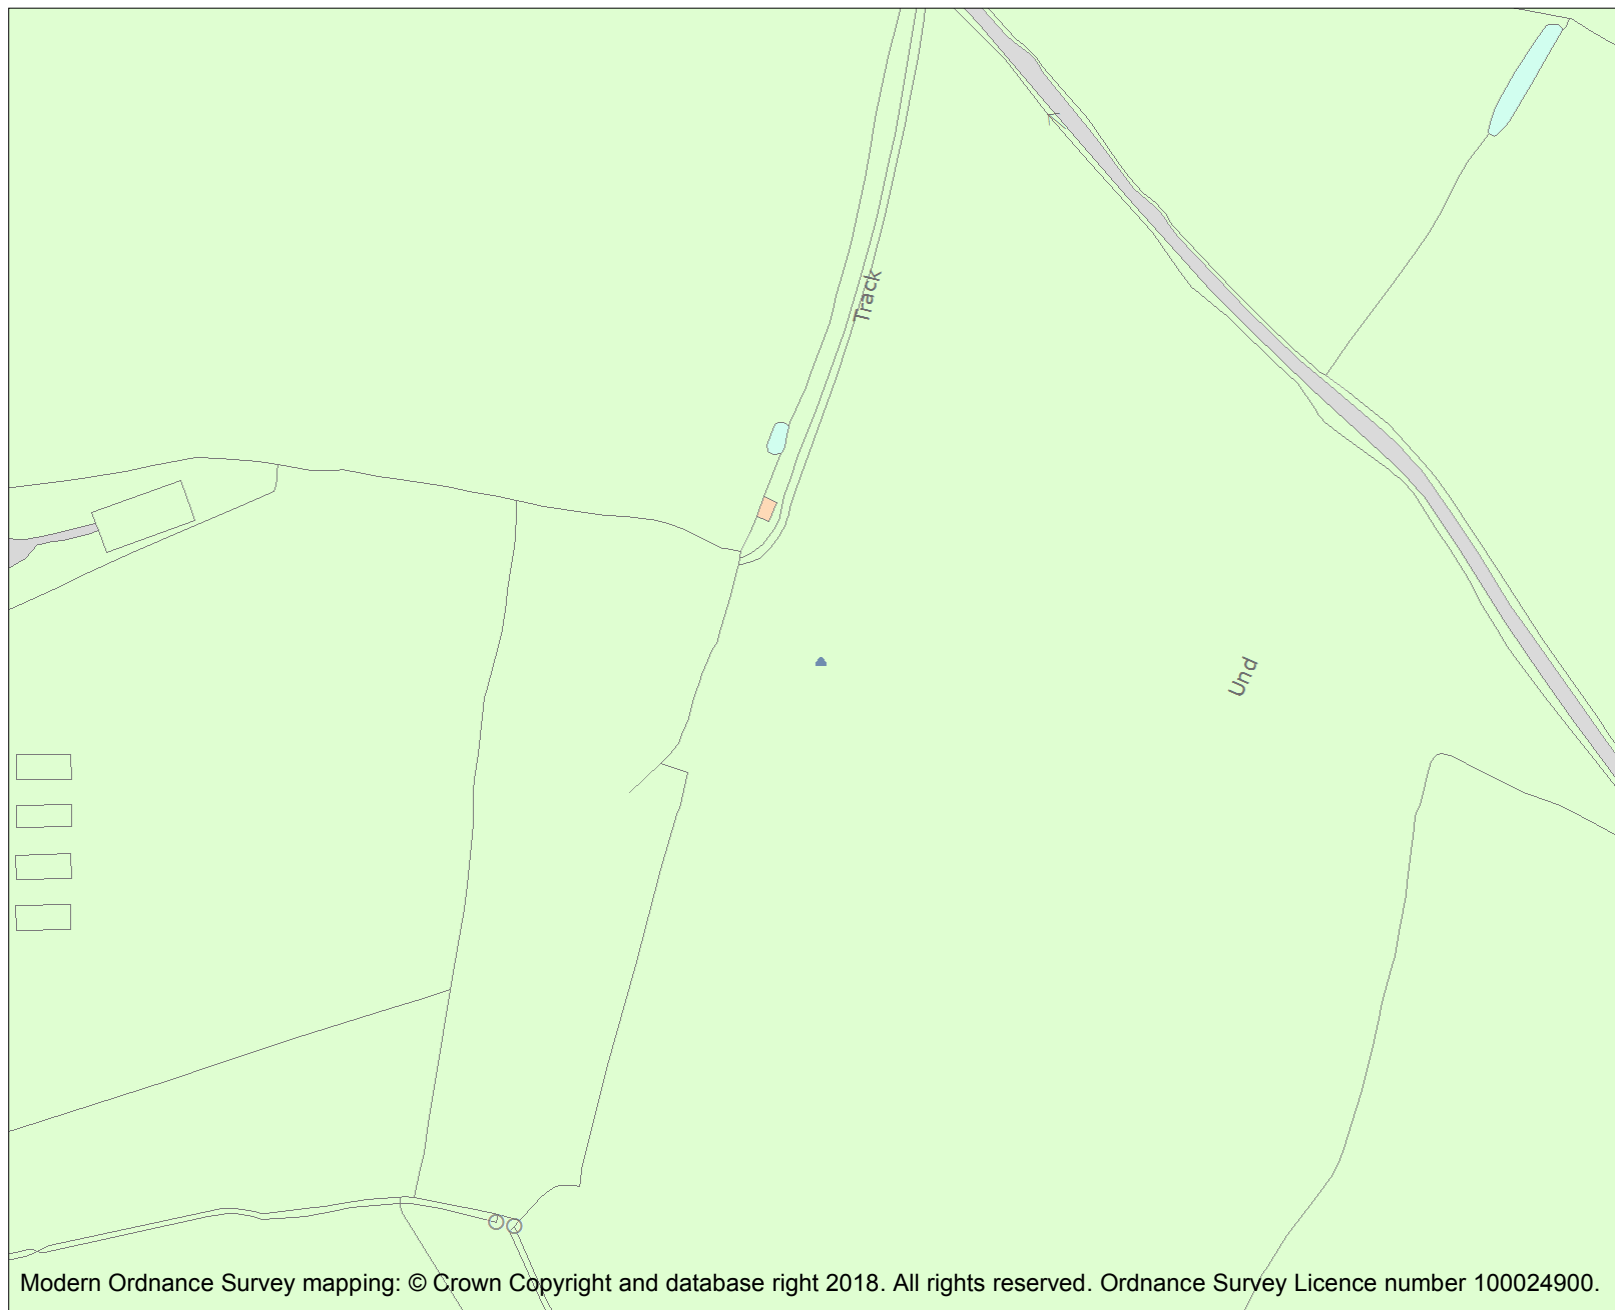 Track
Und
Modern Ordnance Survey mapping: © Crown Copyright and database right 2018. All rights reserved. Ordnance Survey Licence number 100024900.